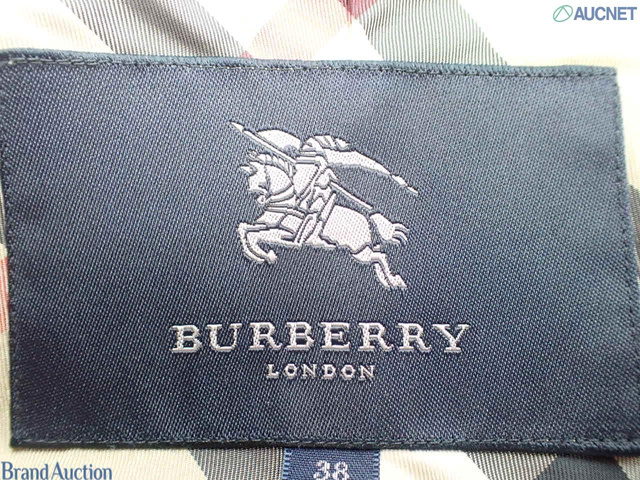 AUCNET
BURBERRY
LONDON
38
Brand Auction